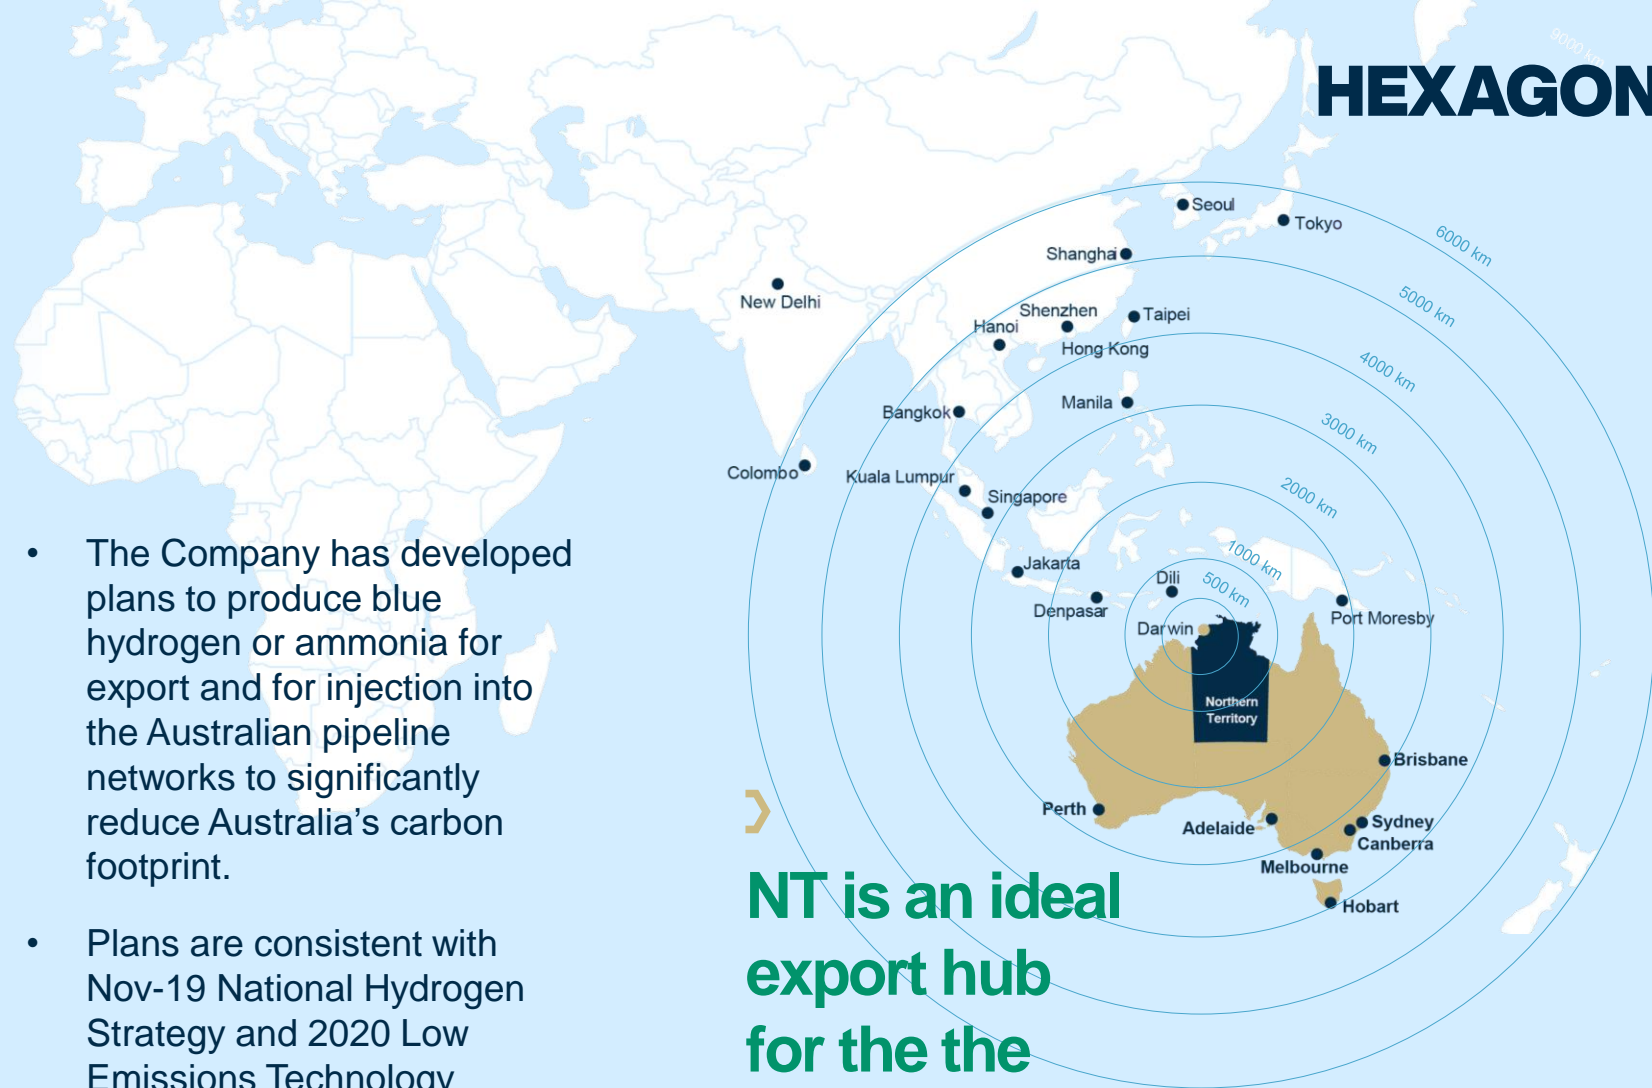 9000 km
HEXAGON
Seoul
Tokyo
6000 km
Shanghai
New Delhi
5000 km
Shenzhen
Taipei
Hanoi
Hong Kong
4000 km
Manila
Bangkok
3000 km
Colombo
Kuala Lumpur
Singapore
2000 km
1000 km
Jakarta
Dili
500 km
Denpasar
Port Moresby
Darwin
Northern
Territory
Brisbane
Perth
Adelaide
Sydney
Canberra
Melbourne
Hobart
• The Company has developed
plans to produce blue
hydrogen or ammonia for
export and for injection into
the Australian pipeline
networks to significantly
reduce Australia’s carbon
footprint.
• Plans are consistent with
Nov-19 National Hydrogen
Strategy and 2020 Low
Emissions Technology
NT is an ideal
export hub
for the the